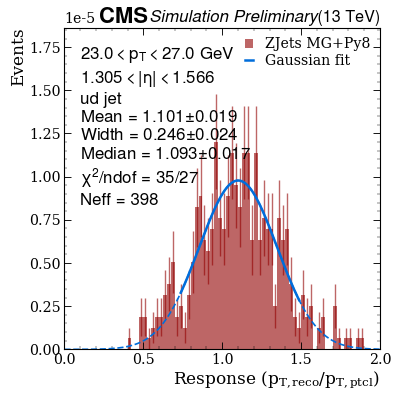 1e-5 CMS Simulation Preliminary (13 TeV)
Events
23.0 < pT < 27.0 GeV
1.305 < |η| < 1.566
ud jet
Mean = 1.101±0.019
Width = 0.246±0.024
Median = 1.093±0.017
χ²/ndof = 35/27
Neff = 398
ZJets MG+Py8
Gaussian fit
1.75
1.50
1.25
1.00
0.75
0.50
0.25
0.00
0.0 0.5 1.0 1.5 2.0
Response (pT,reco/pT,ptcl)